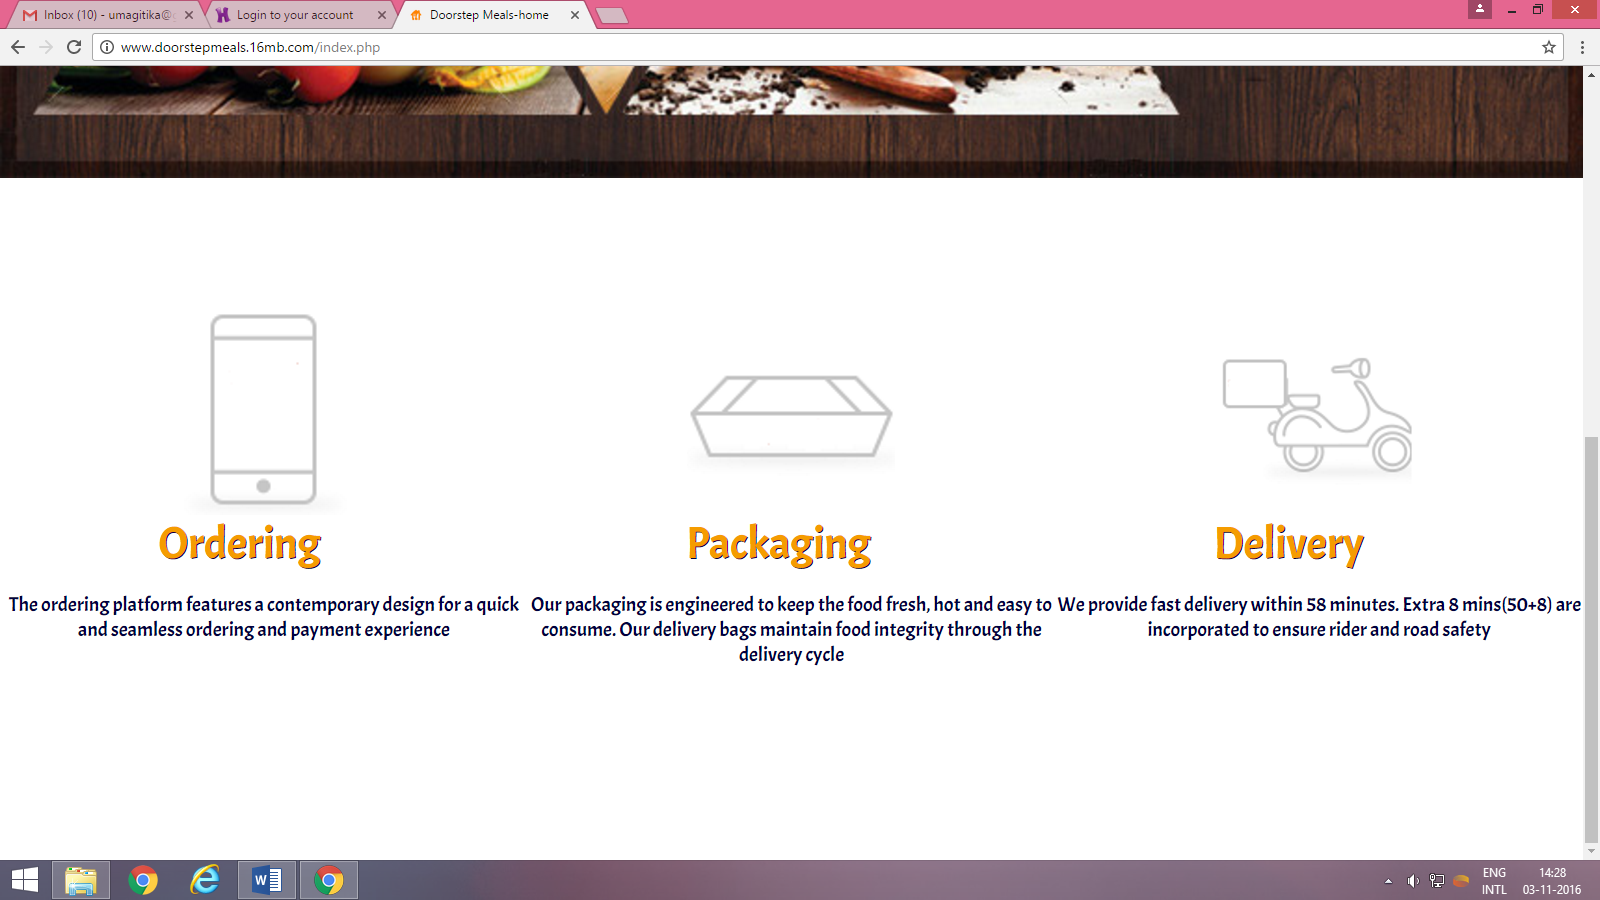 Inbox (10) - umagitika@
Login to your account
Doorstep Meals-home
www.doorstepmeals.16mb.com/index.php
Ordering
Packaging
Delivery
The ordering platform features a contemporary design for a quick
and seamless ordering and payment experience
Our packaging is engineered to keep the food fresh, hot and easy to
consume. Our delivery bags maintain food integrity through the
delivery cycle
We provide fast delivery within 58 minutes. Extra 8 mins(50+8) are
incorporated to ensure rider and road safety
ENG
INTL
14:28
03-11-2016